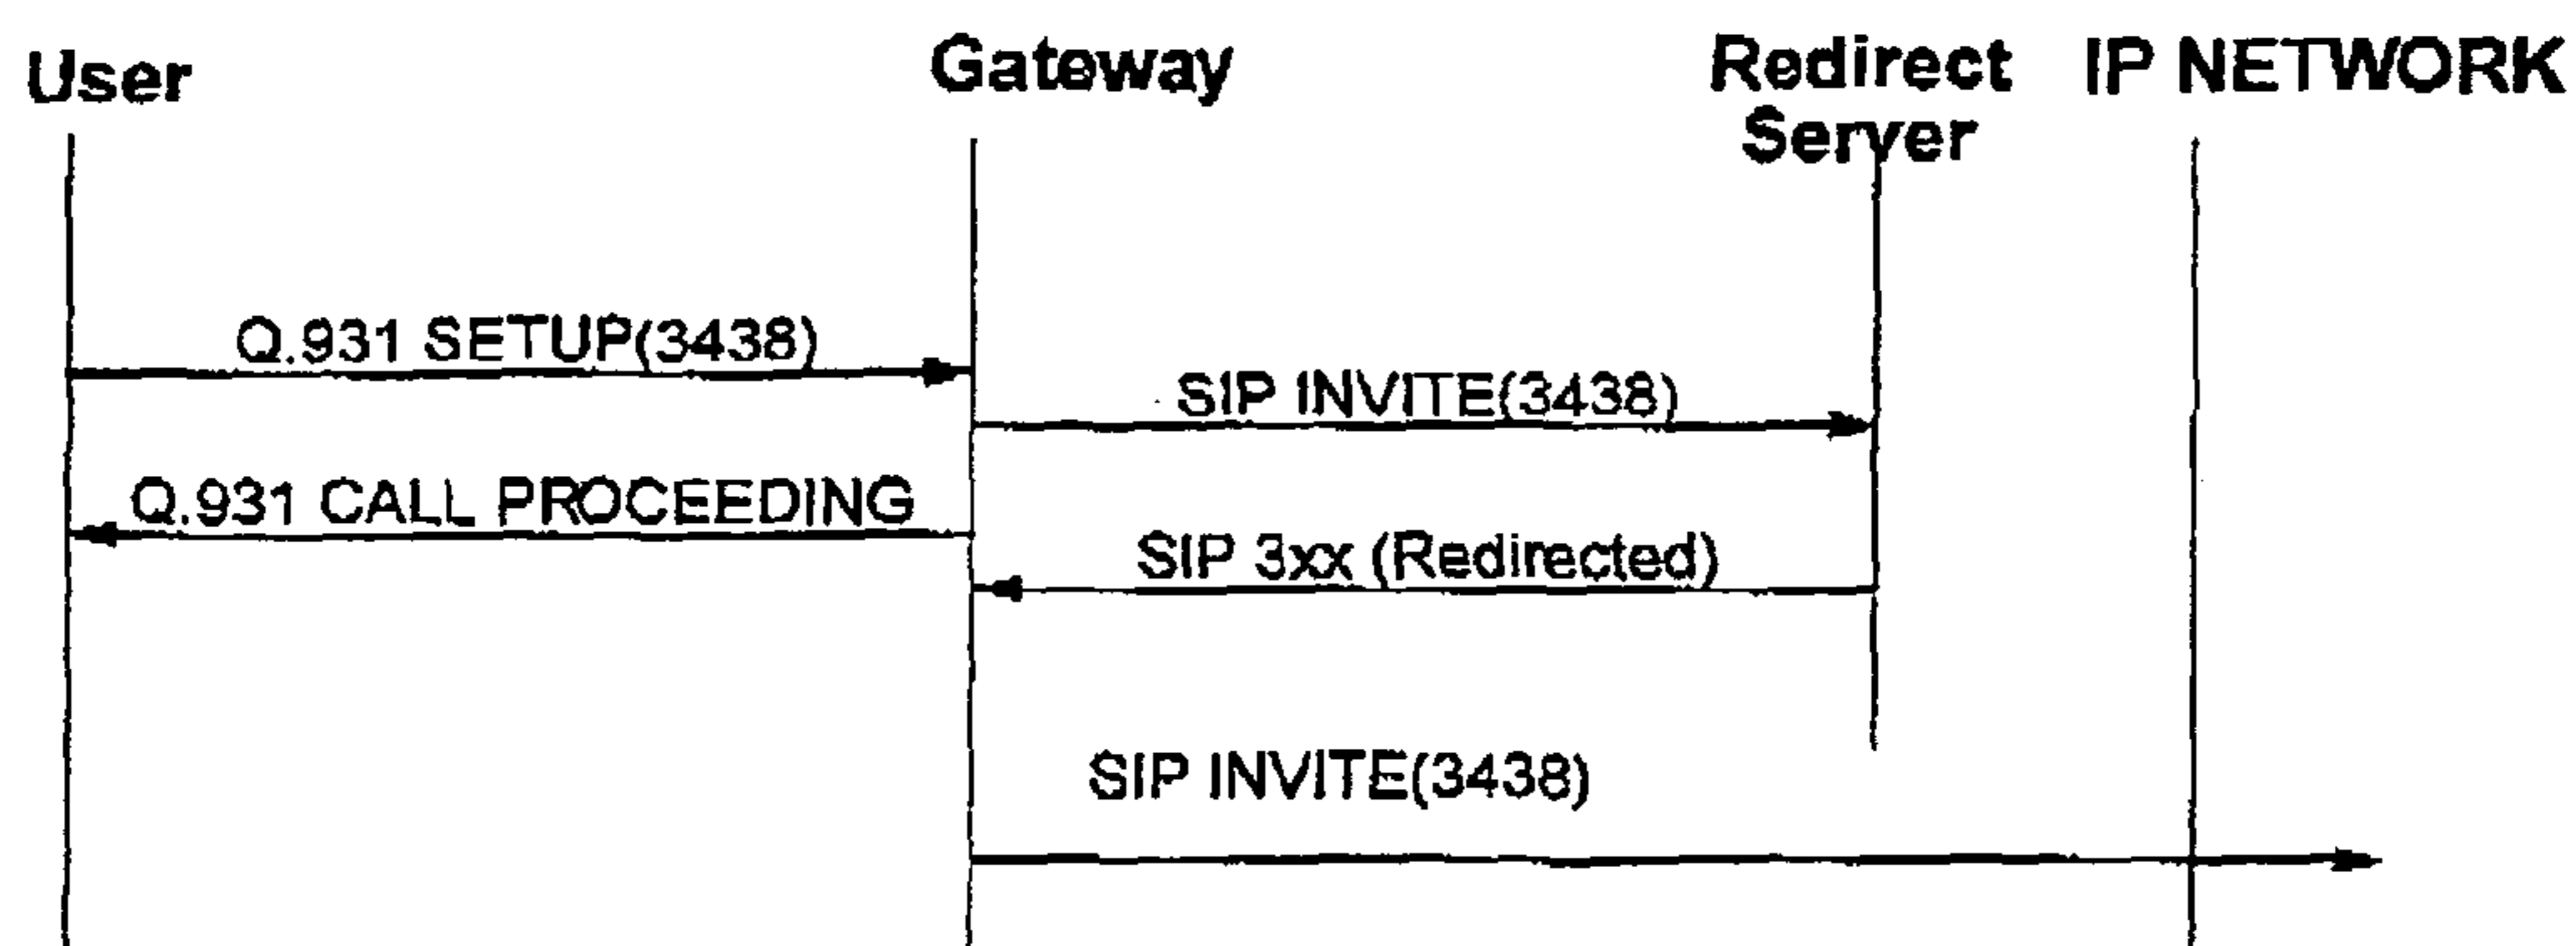 User
Gateway
Redirect
Server
IP NETWORK
Q.931 SETUP(3438)
SIP INVITE(3438)
Q.931 CALL PROCEEDING
SIP 3xx (Redirected)
SIP INVITE(3438)